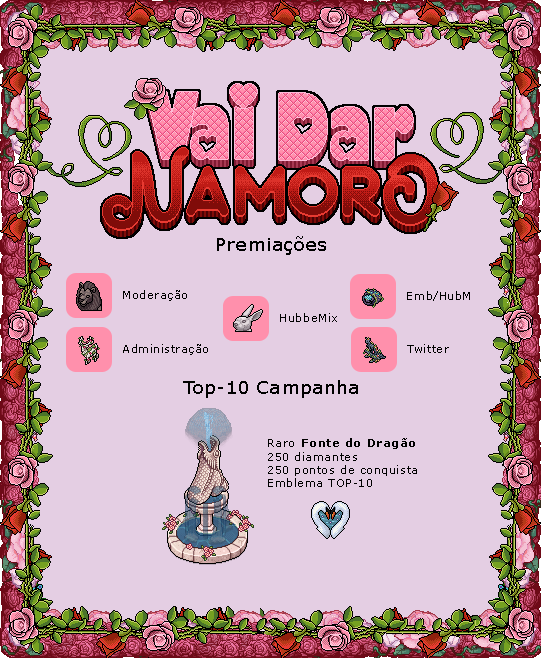 Vai Dar
NAMORO
Premiações
Moderação
Emb/HubM
HubbeMix
Administração
Twitter
Top-10 Campanha
Raro Fonte do Dragão
250 diamantes
250 pontos de conquista
Emblema TOP-10